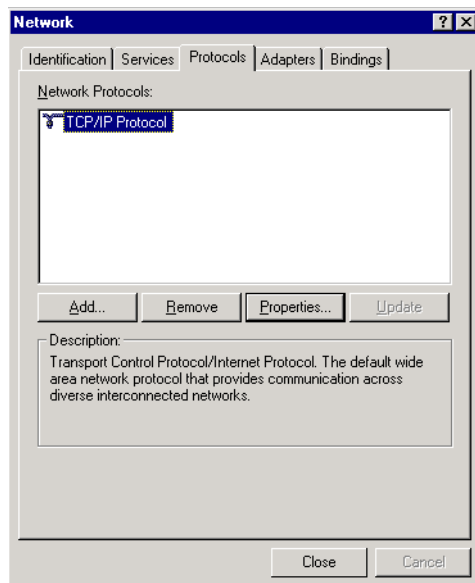 Network
Identification Services Protocols Adapters Bindings
Network Protocols:
TCP/IP Protocol
Add... Remove Properties... Update
Description:
Transport Control Protocol/Internet Protocol. The default wide
area network protocol that provides communication across
diverse interconnected networks.
Close Cancel